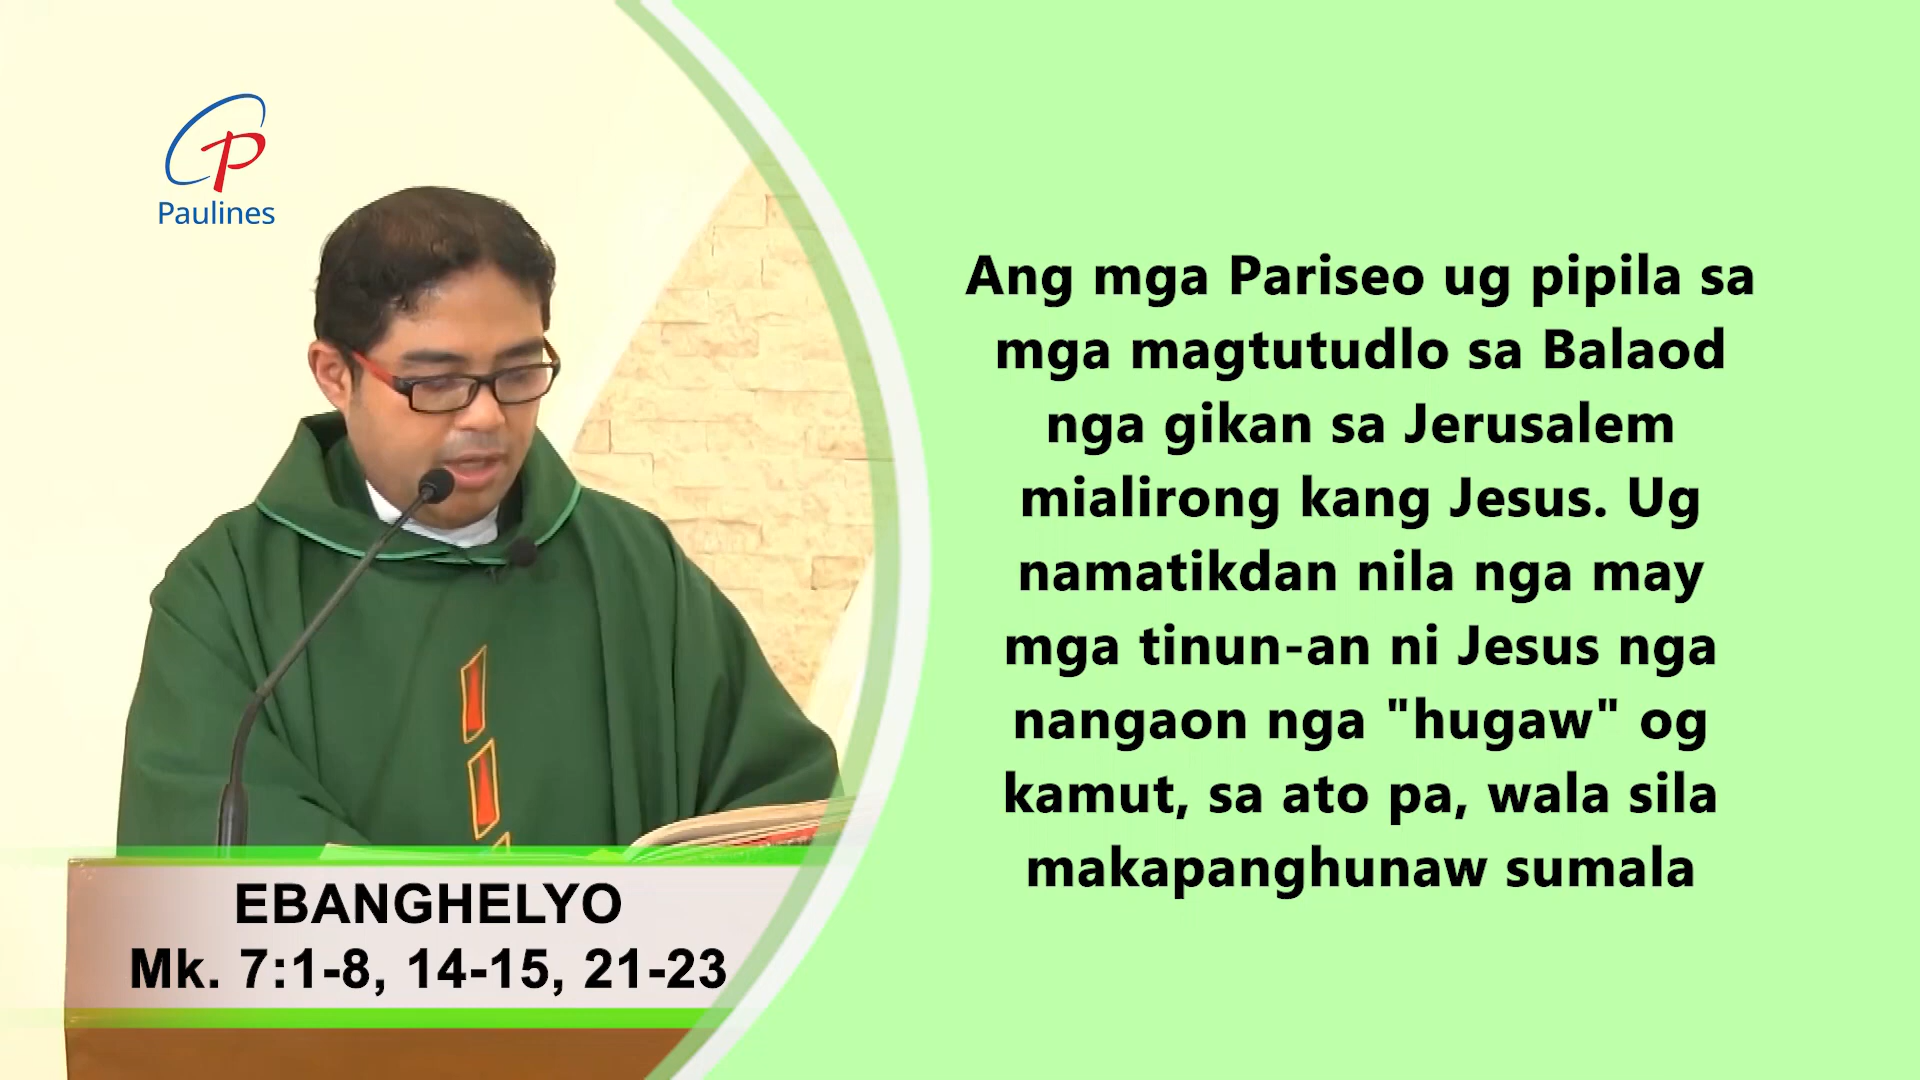 Paulines
Ang mga Pariseo ug pipila sa
mga magtutudlo sa Balaod
nga gikan sa Jerusalem
mialirong kang Jesus. Ug
namatikdan nila nga may
mga tinun-an ni Jesus nga
nangaon nga "hugaw" og
kamut, sa ato pa, wala sila
makapanghunaw sumala
EBANGHELYO
Mk. 7:1-8, 14-15, 21-23